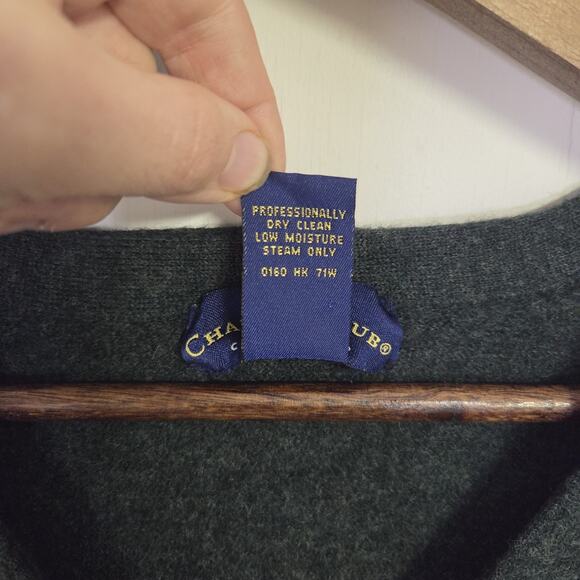 PROFESSIONALLY
DRY CLEAN
LOW MOISTURE
STEAM ONLY
0160 HK 71W